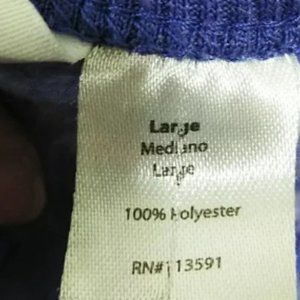 Large
Mediano
Large
100% Polyester
RN# 113591